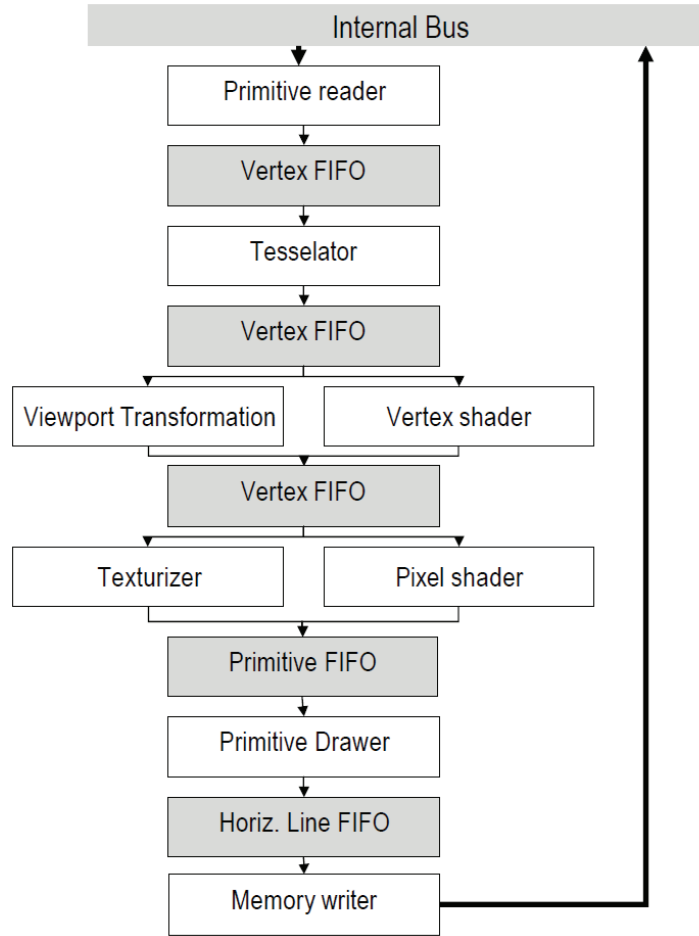 Internal Bus
Primitive reader
Vertex FIFO
Tesselator
Vertex FIFO
Viewport Transformation
Vertex shader
Vertex FIFO
Texturizer
Pixel shader
Primitive FIFO
Primitive Drawer
Horiz. Line FIFO
Memory writer